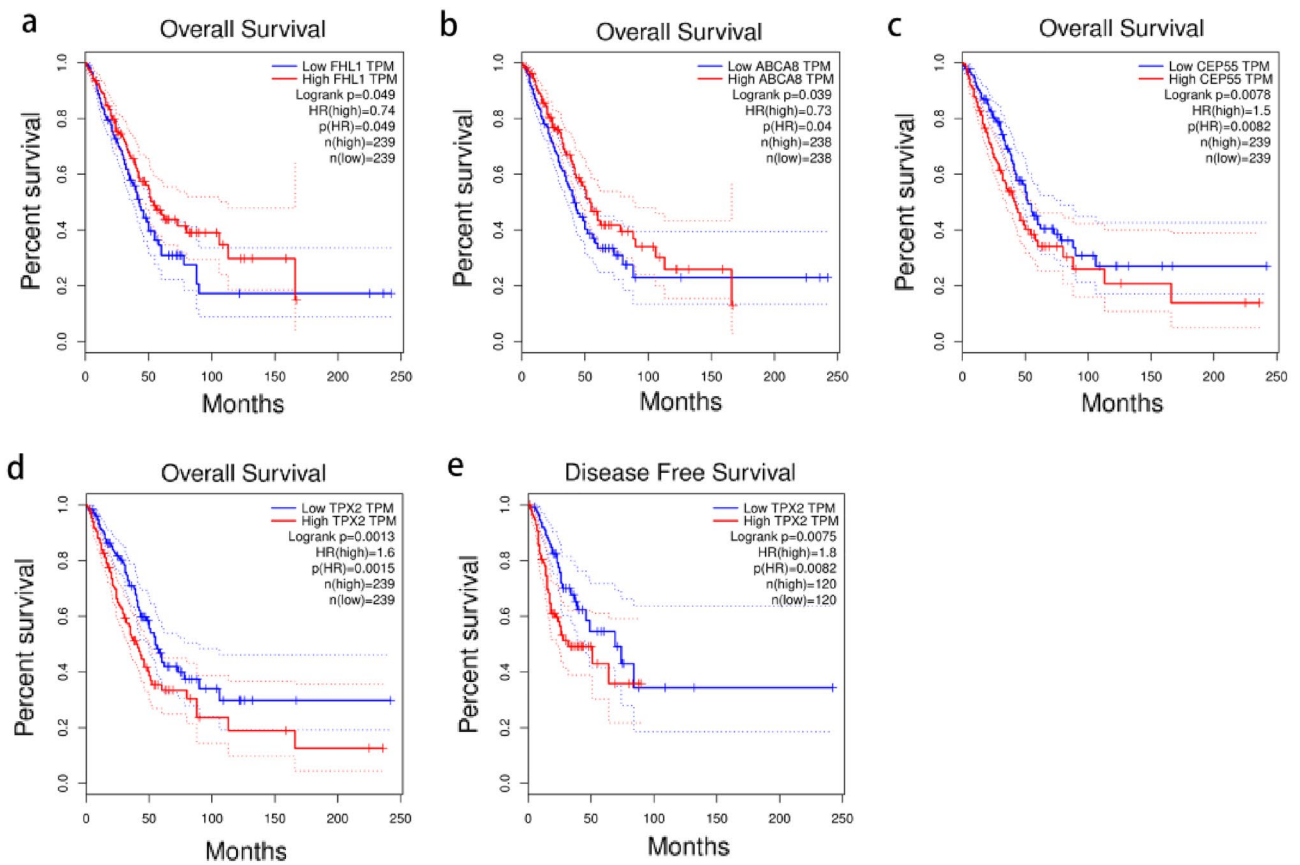 a
Overall Survival
Low FHL1 TPM
High FHL1 TPM
Logrank p=0.049
HR(high)=0.74
p(HR)=0.049
n(high)=239
n(low)=239
Percent survival
1.0
0.8
0.6
0.4
0.2
0.0
0 50 100 150 200 250
Months
b
Overall Survival
Low ABCA8 TPM
High ABCA8 TPM
Logrank p=0.039
HR(high)=0.73
p(HR)=0.04
n(high)=238
n(low)=238
Percent survival
1.0
0.8
0.6
0.4
0.2
0.0
0 50 100 150 200 250
Months
c
Overall Survival
Low CEP55 TPM
High CEP55 TPM
Logrank p=0.0078
HR(high)=1.5
p(HR)=0.0082
n(high)=239
n(low)=239
Percent survival
1.0
0.8
0.6
0.4
0.2
0.0
0 50 100 150 200 250
Months
d
Overall Survival
Low TPX2 TPM
High TPX2 TPM
Logrank p=0.0013
HR(high)=1.6
p(HR)=0.0015
n(high)=239
n(low)=239
Percent survival
1.0
0.8
0.6
0.4
0.2
0.0
0 50 100 150 200 250
Months
e
Disease Free Survival
Low TPX2 TPM
High TPX2 TPM
Logrank p=0.0075
HR(high)=1.8
p(HR)=0.0082
n(high)=120
n(low)=120
Percent survival
1.0
0.8
0.6
0.4
0.2
0.0
0 50 100 150 200 250
Months